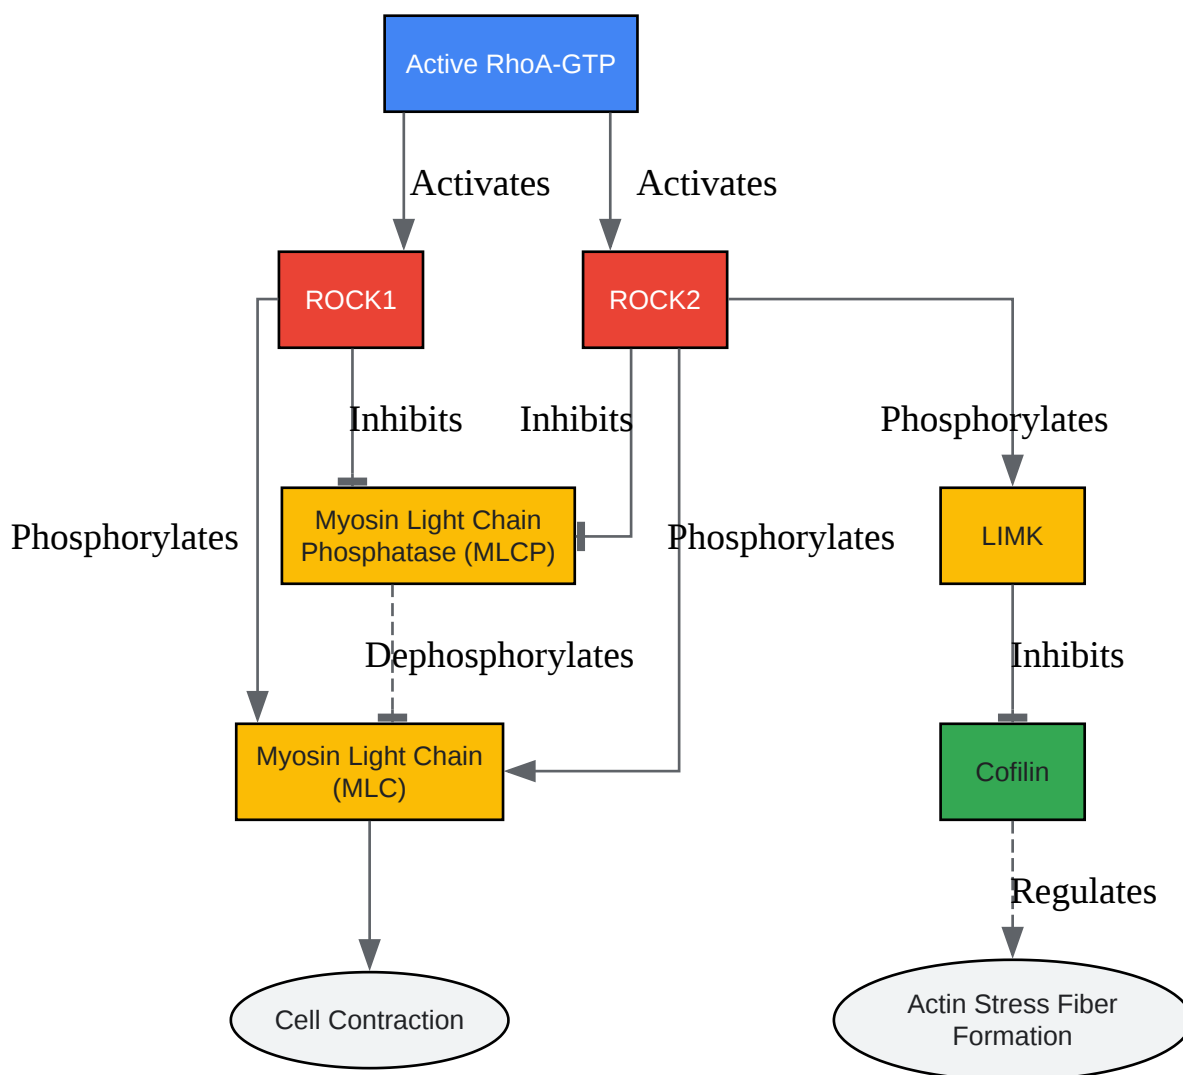 Active RhoA-GTP
Activates
Activates
ROCK1
ROCK2
Inhibits
Inhibits
Phosphorylates
Phosphorylates
Myosin Light Chain
Phosphatase (MLCP)
Phosphorylates
LIMK
Dephosphorylates
Inhibits
Myosin Light Chain
(MLC)
Cofilin
Regulates
Cell Contraction
Actin Stress Fiber
Formation